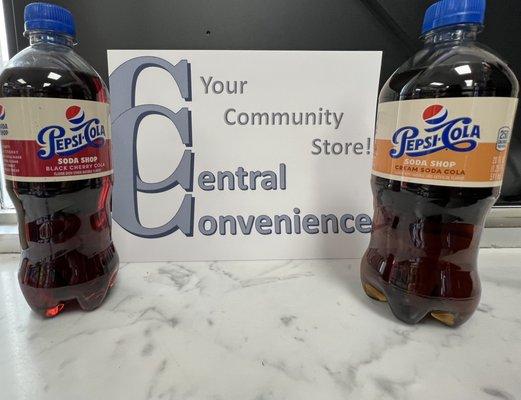 PEPSI-COLA
SODA SHOP
BLACK CHERRY COLA
Your
Community
Store!
Central
Convenience
PEPSI-COLA
SODA SHOP
CREAM SODA COLA